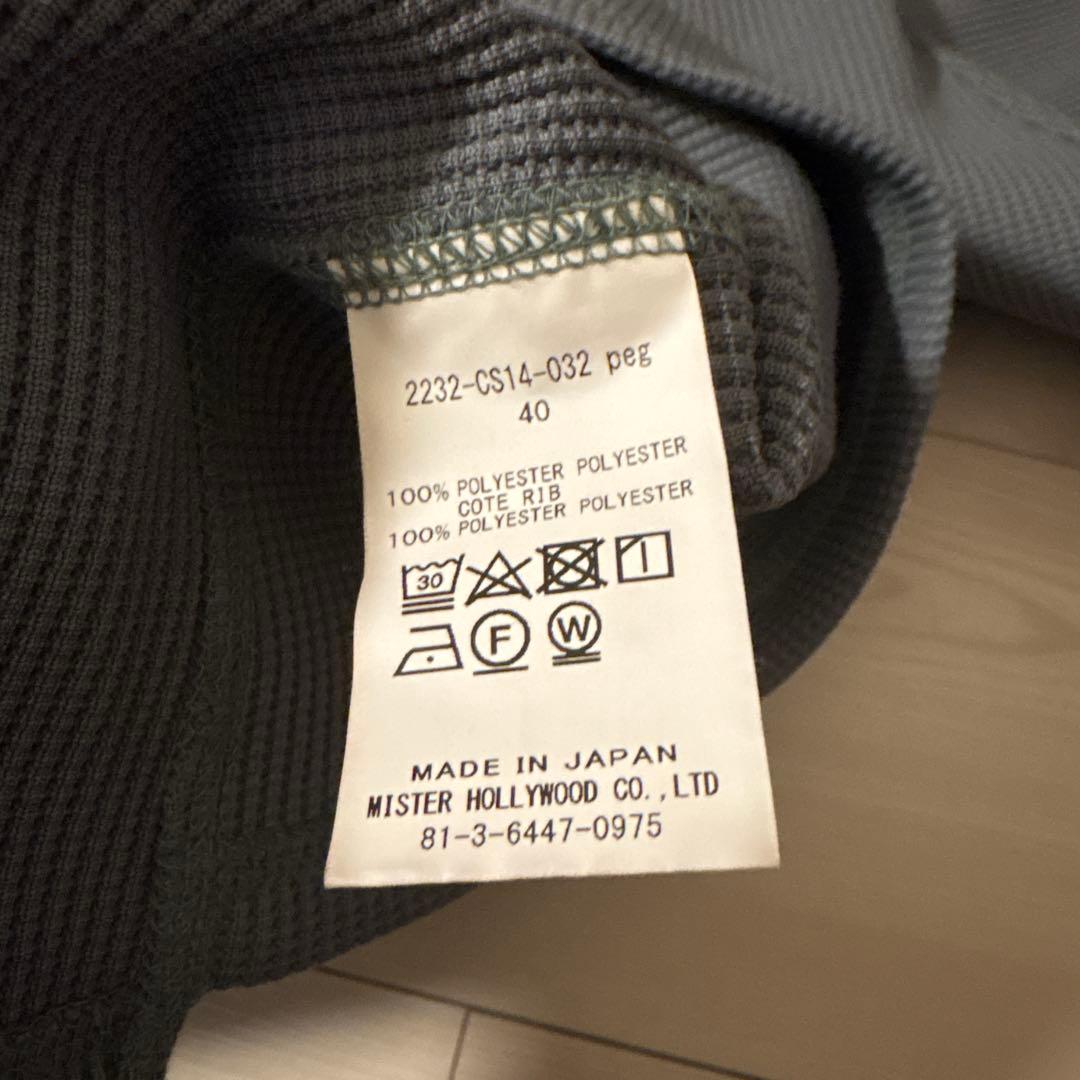 2232-CS14-032 peg
40
100% POLYESTER POLYESTER
COTE RIB
100% POLYESTER POLYESTER
30
F W
MADE IN JAPAN
MISTER HOLLYWOOD CO.,LTD
81-3-6447-0975